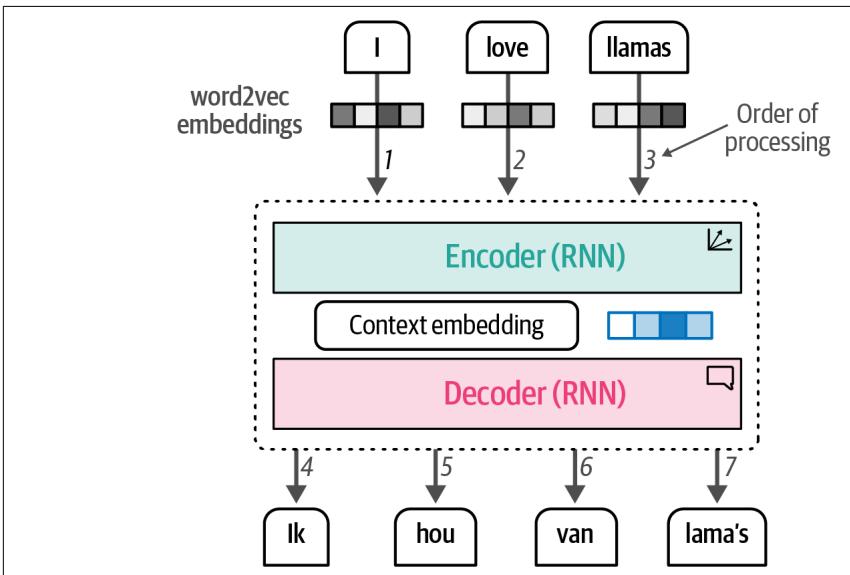 I
love
llamas
word2vec
embeddings
Order of
processing
1
2
3
Encoder (RNN)
Context embedding
Decoder (RNN)
4
5
6
7
Ik
hou
van
lama's